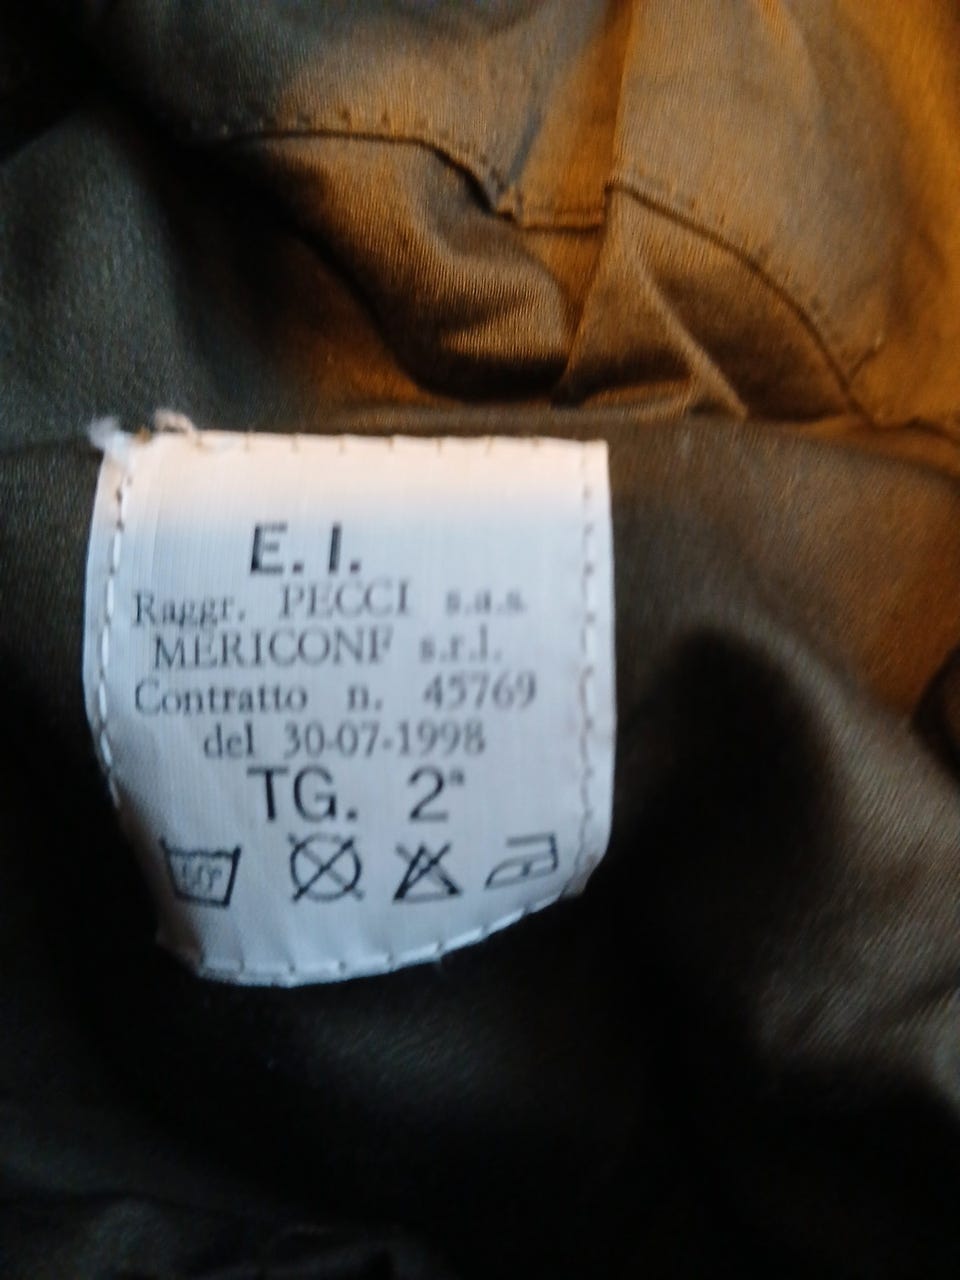 E. I.
Raggr. PECCI s.a.s.
MERICONF s.r.l.
Contratto n. 45769
del 30-07-1998
TG. 2ª